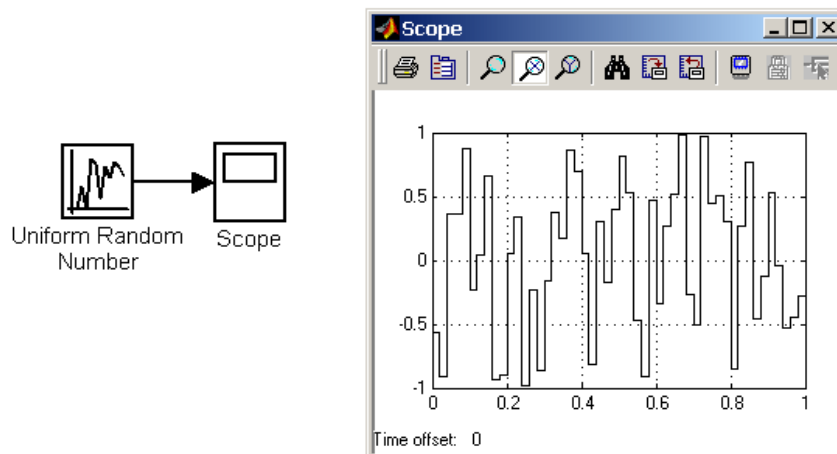 Scope
Uniform Random
Number
Scope
1
0.5
0
-0.5
-1
0 0.2 0.4 0.6 0.8 1
Time offset: 0